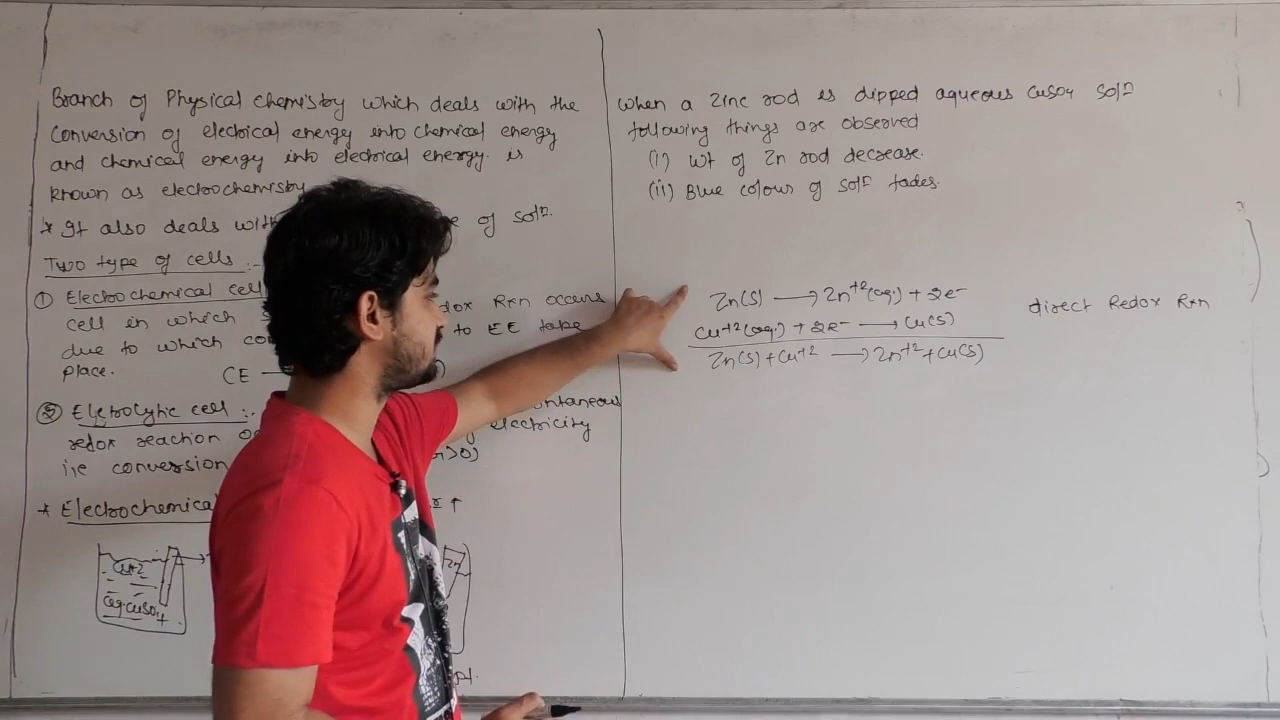 Branch of Physical chemistry which deals with the
conversion of electrical energy into chemical energy
and chemical energy into electrical energy. is
known as electrochemistry
* It also deals with of solⁿ.
Two type of cells :-
① Electrochemical cell
cell in which Rxn occurs
due to which to EE take
place.
CE
② Eletrolytic cell :-
redox reaction electricity
i,e conversion >0)
* Electrochemical ↑
aq.CuSO4
Zn
When a Zinc rod is dipped aqueous CuSO4 solⁿ
following things are observed
(i) wt of Zn rod decrease.
(ii) Blue colour of solⁿ fades.
Zn(s) → Zn+2(aq.) + 2e-
Cu+2(aq.) + 2e- → Cu(s)
Zn(s) + Cu+2 → Zn+2 + Cu(s)
direct Redox Rxn